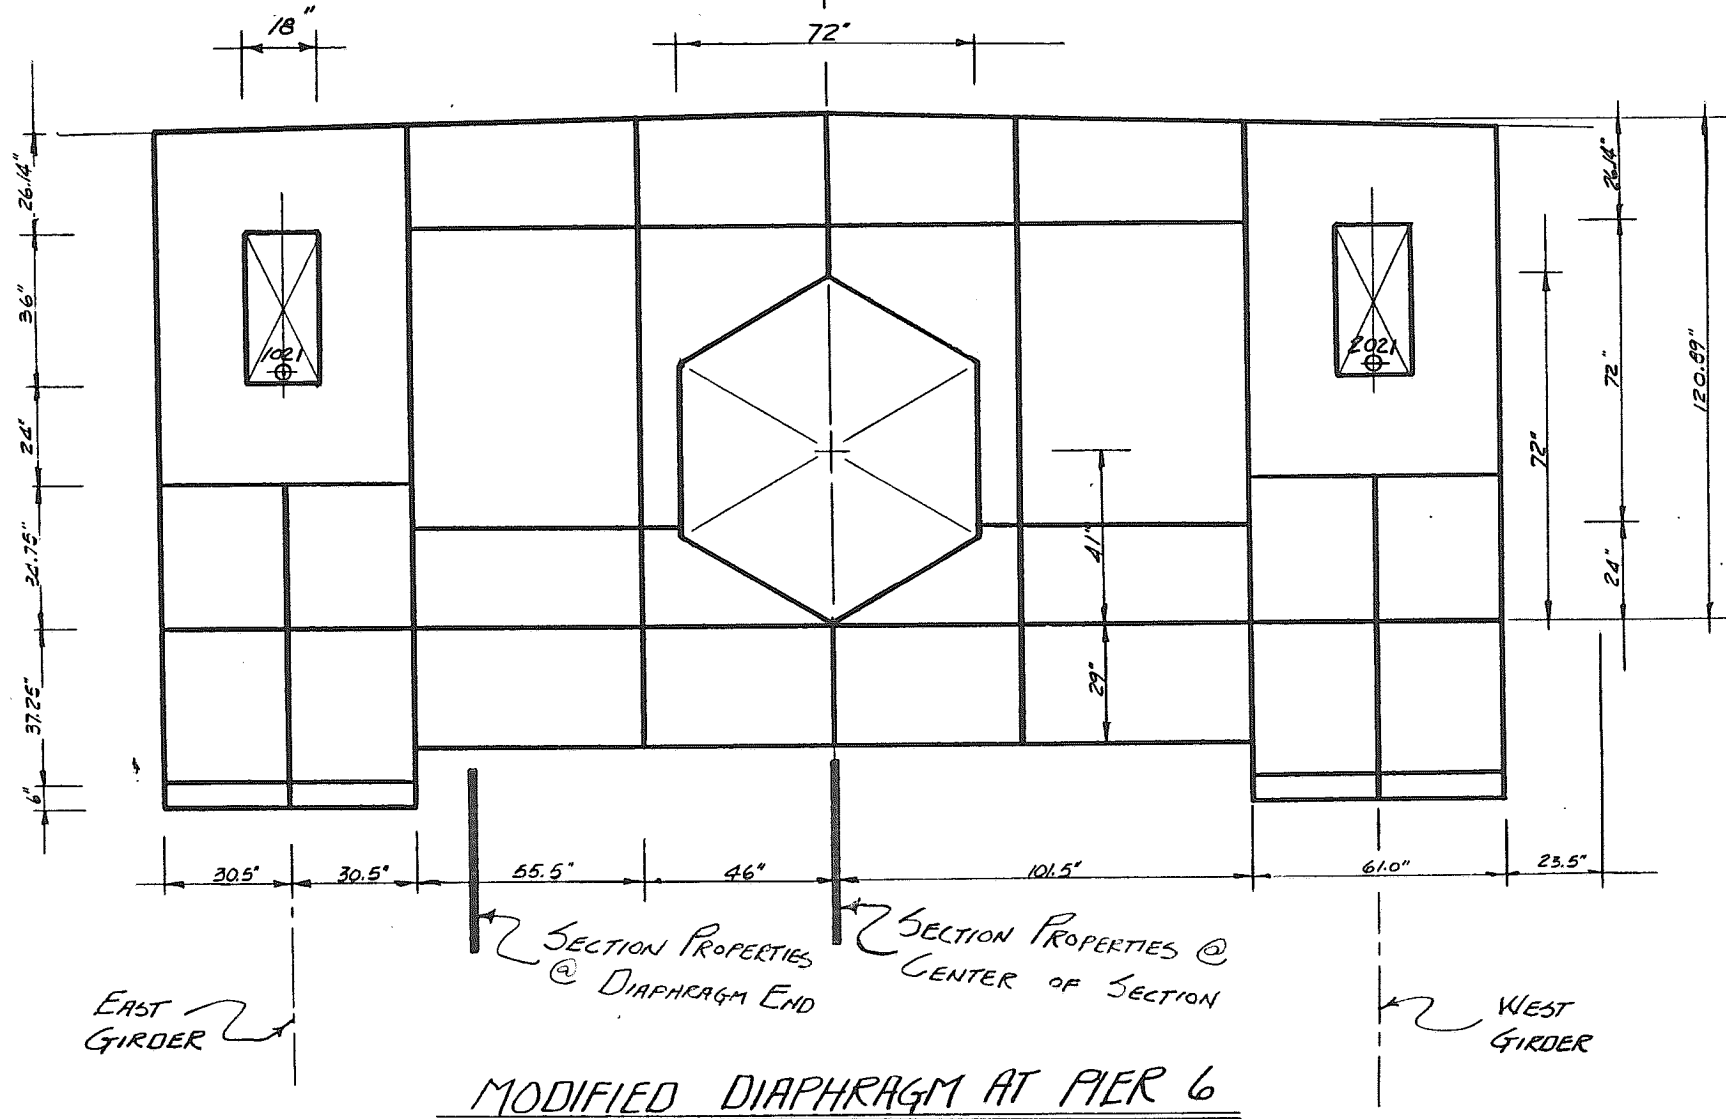 18"
72"
26.14"
36"
24"
37.25"
6"
1021
2021
41"
29"
72"
26.14"
72"
24"
120.89"
30.5"
30.5"
55.5"
46"
101.5"
61.0"
23.5"
SECTION PROPERTIES
@ DIAPHRAGM END
SECTION PROPERTIES @
CENTER OF SECTION
EAST
GIRDER
WEST
GIRDER
MODIFIED DIAPHRAGM AT PIER 6